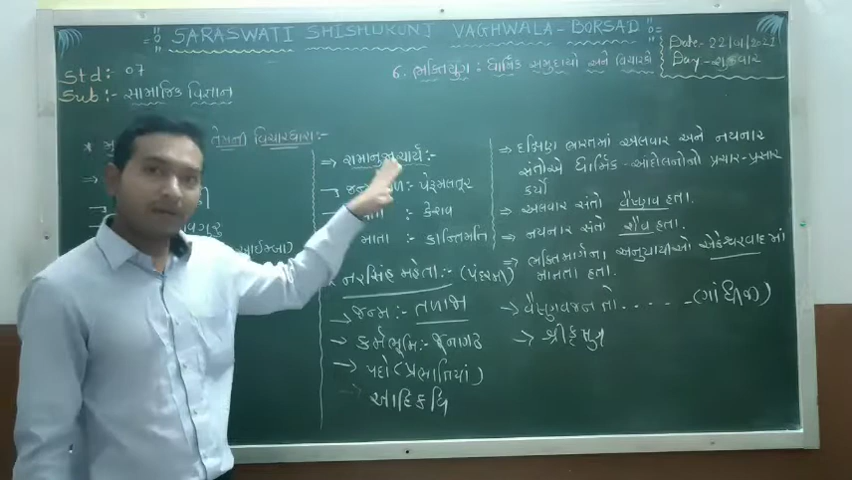 SARASWATI SHISHUKUNJ VAGHWALA - BORSAD
Date:- 22/01/2021
Day:- શુક્રવાર
Std:- 07
Sub:- સામાજિક વિજ્ઞાન
6. ભક્તિયુગ : ધાર્મિક સમુદાયો અને વિચારકો
* તેમની વિચારધારા:-
⇒ રામાનુજાચાર્ય :-
પેરુમલતૂર
: કેશવ
માતા : કાન્તિમતિ
નરસિંહ મહેતા :- (પંદરમી)
→ જન્મ :- તળાજા
→ કર્મભૂમિ:- જૂનાગઢ
→ પદો (પ્રભાતિયાં)
આદિકવિ
→ દક્ષિણ ભારતમાં અલવાર અને નયનાર
સંતોએ ધાર્મિક - આંદોલનોનો પ્રચાર - પ્રસાર
કર્યો
⇒ અલવાર સંતો વૈષ્ણવ હતા.
⇒ નયનાર સંતો શૈવ હતા.
⇒ ભક્તિમાર્ગના અનુયાયીઓ એકેશ્વરવાદમાં
માનતા હતા.
→ વૈષ્ણવજન તો . . . . . - (ગાંધીજી)
→ શ્રીકૃષ્ણ